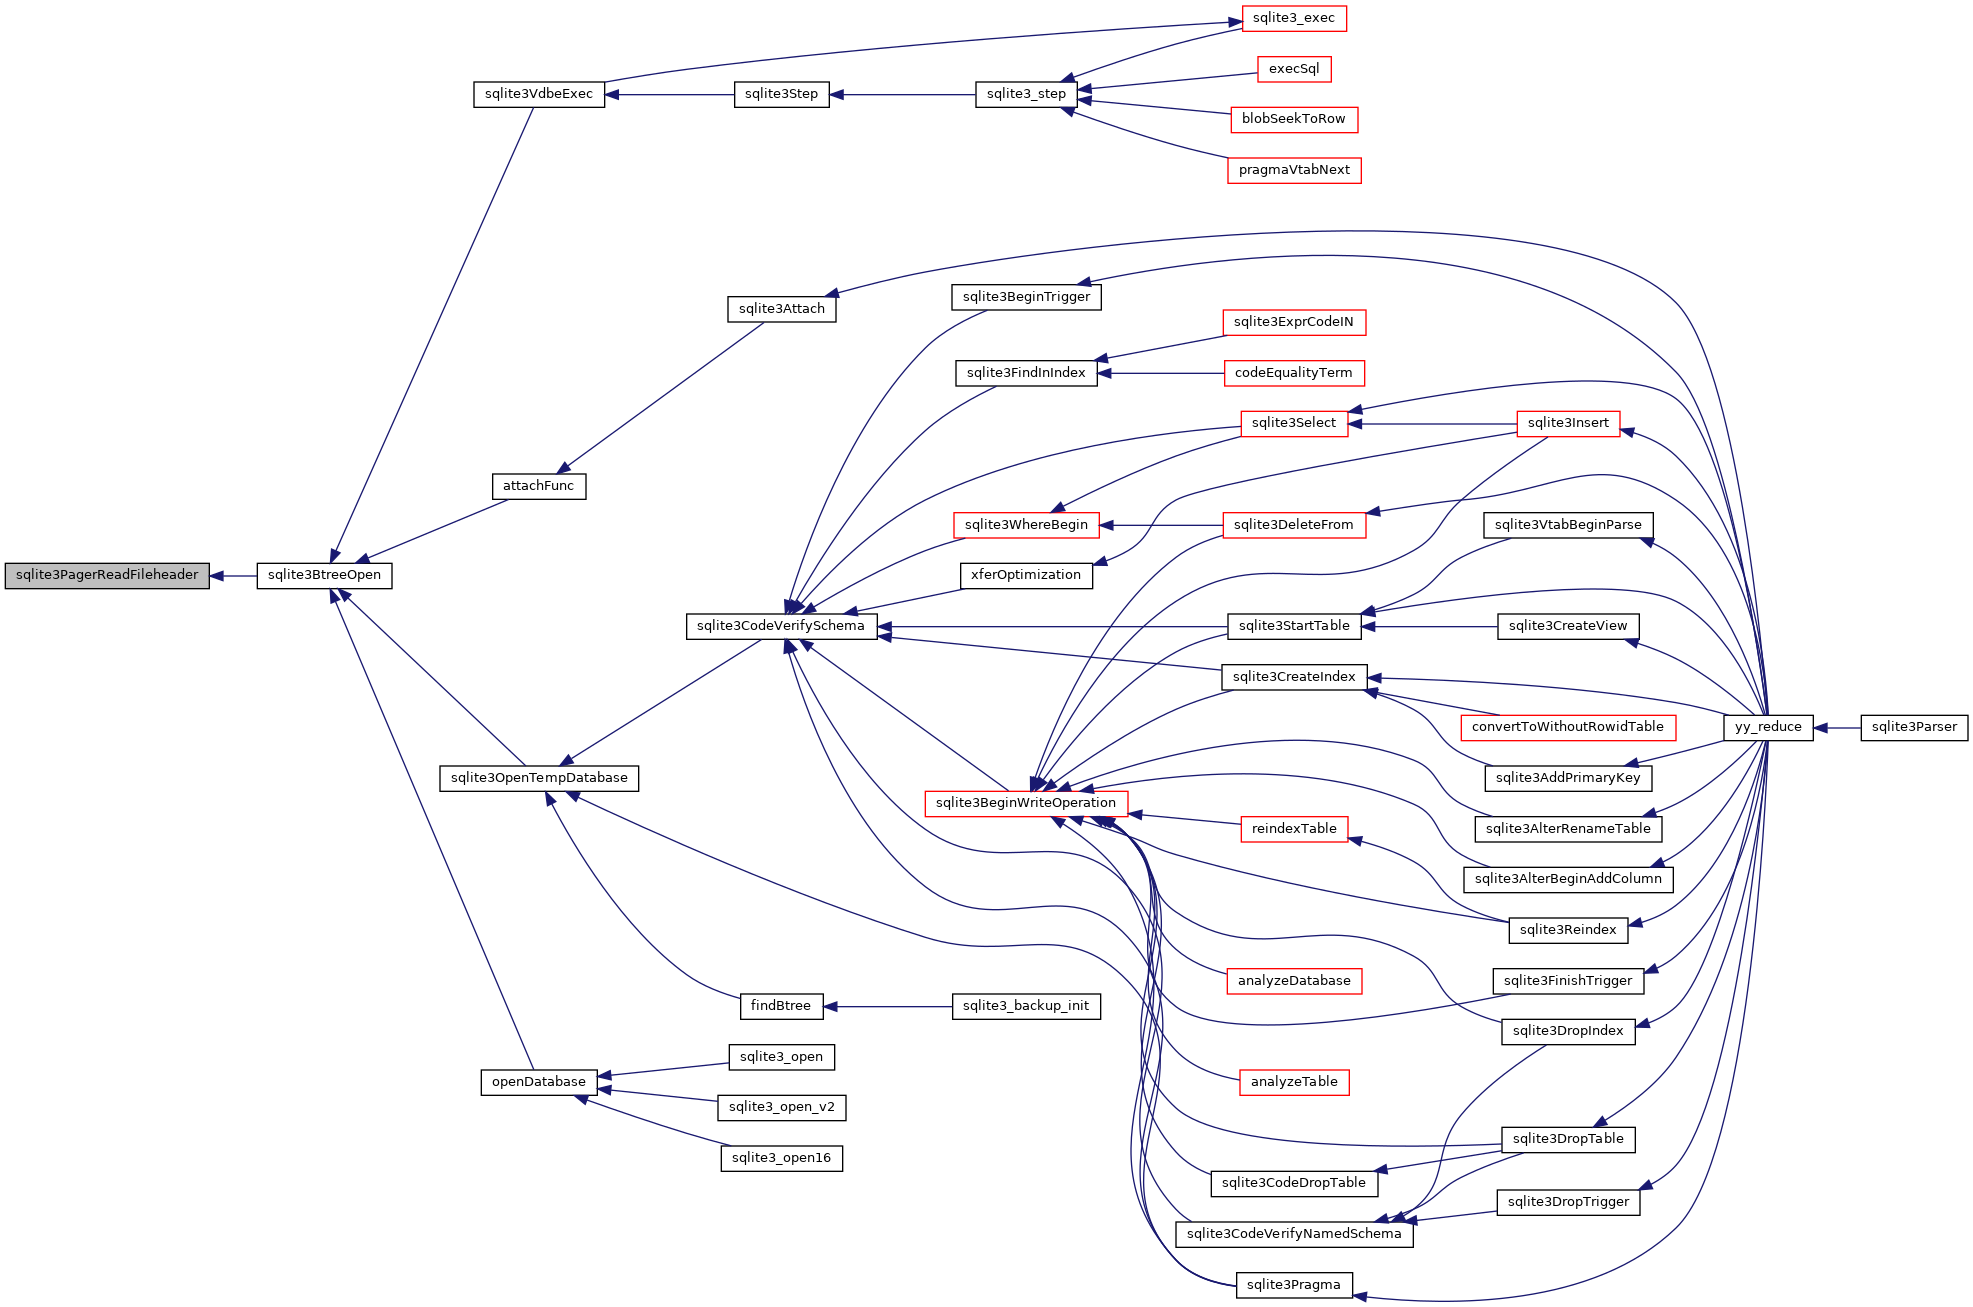 sqlite3_exec
execSql
sqlite3VdbeExec
sqlite3Step
sqlite3_step
blobSeekToRow
pragmaVtabNext
sqlite3BeginTrigger
sqlite3Attach
sqlite3ExprCodeIN
sqlite3FindInIndex
codeEqualityTerm
sqlite3Select
sqlite3Insert
attachFunc
sqlite3WhereBegin
sqlite3DeleteFrom
sqlite3VtabBeginParse
sqlite3PagerReadFileheader
sqlite3BtreeOpen
xferOptimization
sqlite3CodeVerifySchema
sqlite3StartTable
sqlite3CreateView
sqlite3CreateIndex
convertToWithoutRowidTable
yy_reduce
sqlite3Parser
sqlite3OpenTempDatabase
sqlite3AddPrimaryKey
sqlite3BeginWriteOperation
reindexTable
sqlite3AlterRenameTable
sqlite3AlterBeginAddColumn
sqlite3Reindex
analyzeDatabase
sqlite3FinishTrigger
findBtree
sqlite3_backup_init
sqlite3DropIndex
sqlite3_open
openDatabase
analyzeTable
sqlite3_open_v2
sqlite3DropTable
sqlite3_open16
sqlite3CodeDropTable
sqlite3DropTrigger
sqlite3CodeVerifyNamedSchema
sqlite3Pragma